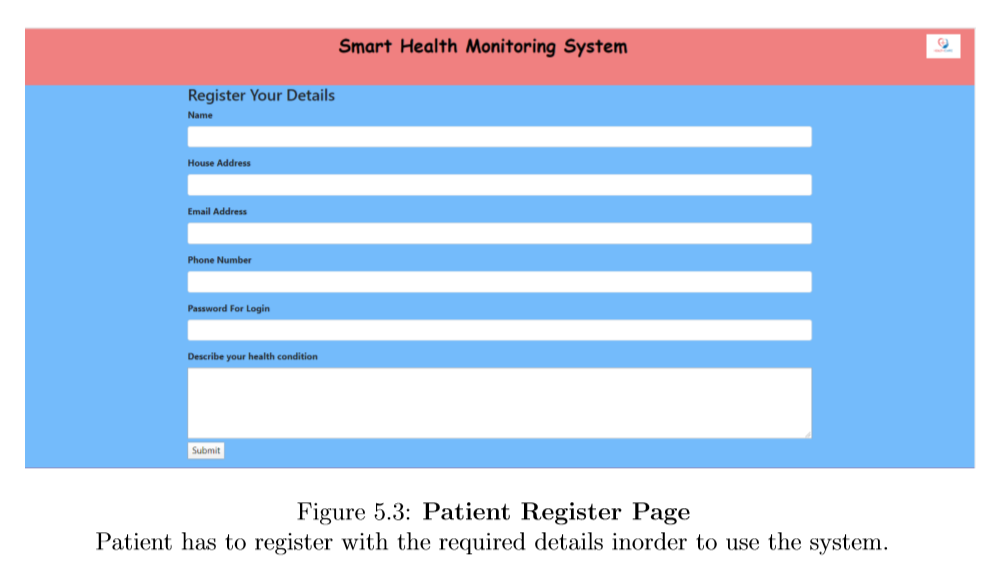 Smart Health Monitoring System
Register Your Details
Name
House Address
Email Address
Phone Number
Password For Login
Describe your health condition
Submit
Figure 5.3: Patient Register Page
Patient has to register with the required details inorder to use the system.